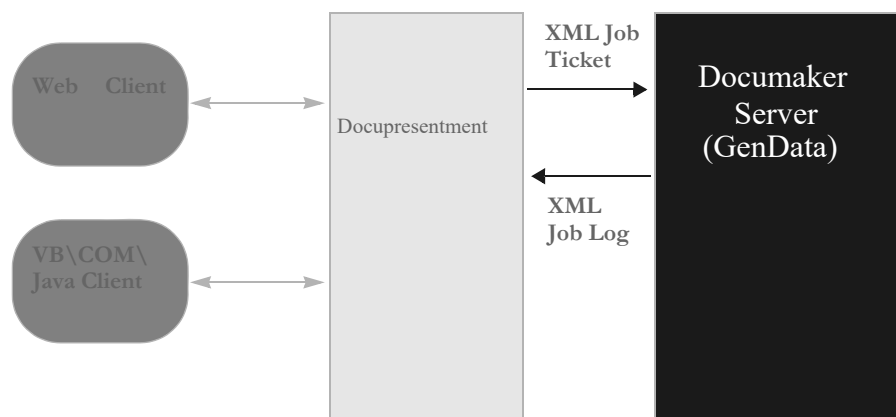 Web Client
VB\COM\
Java Client
Docupresentment
XML Job
Ticket
XML
Job Log
Documaker
Server
(GenData)